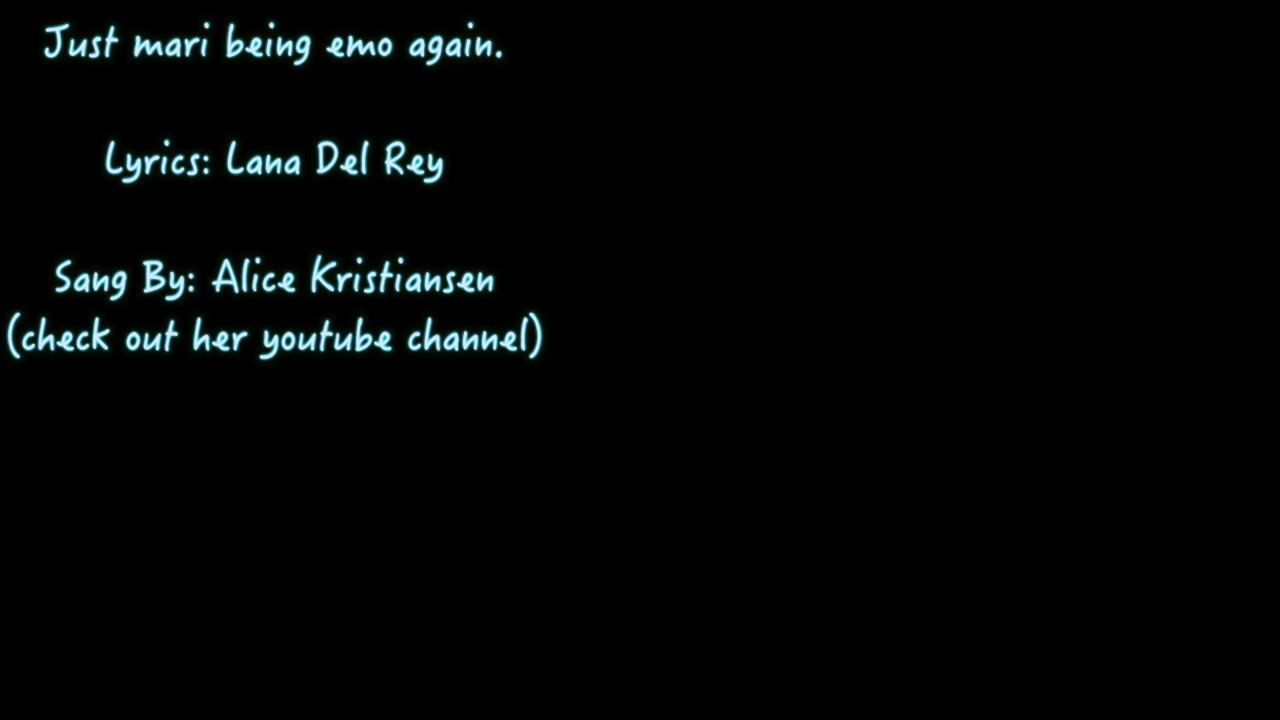 Just mari being emo again.
Lyrics: Lana Del Rey
Sang By: Alice Kristiansen
(check out her youtube channel)